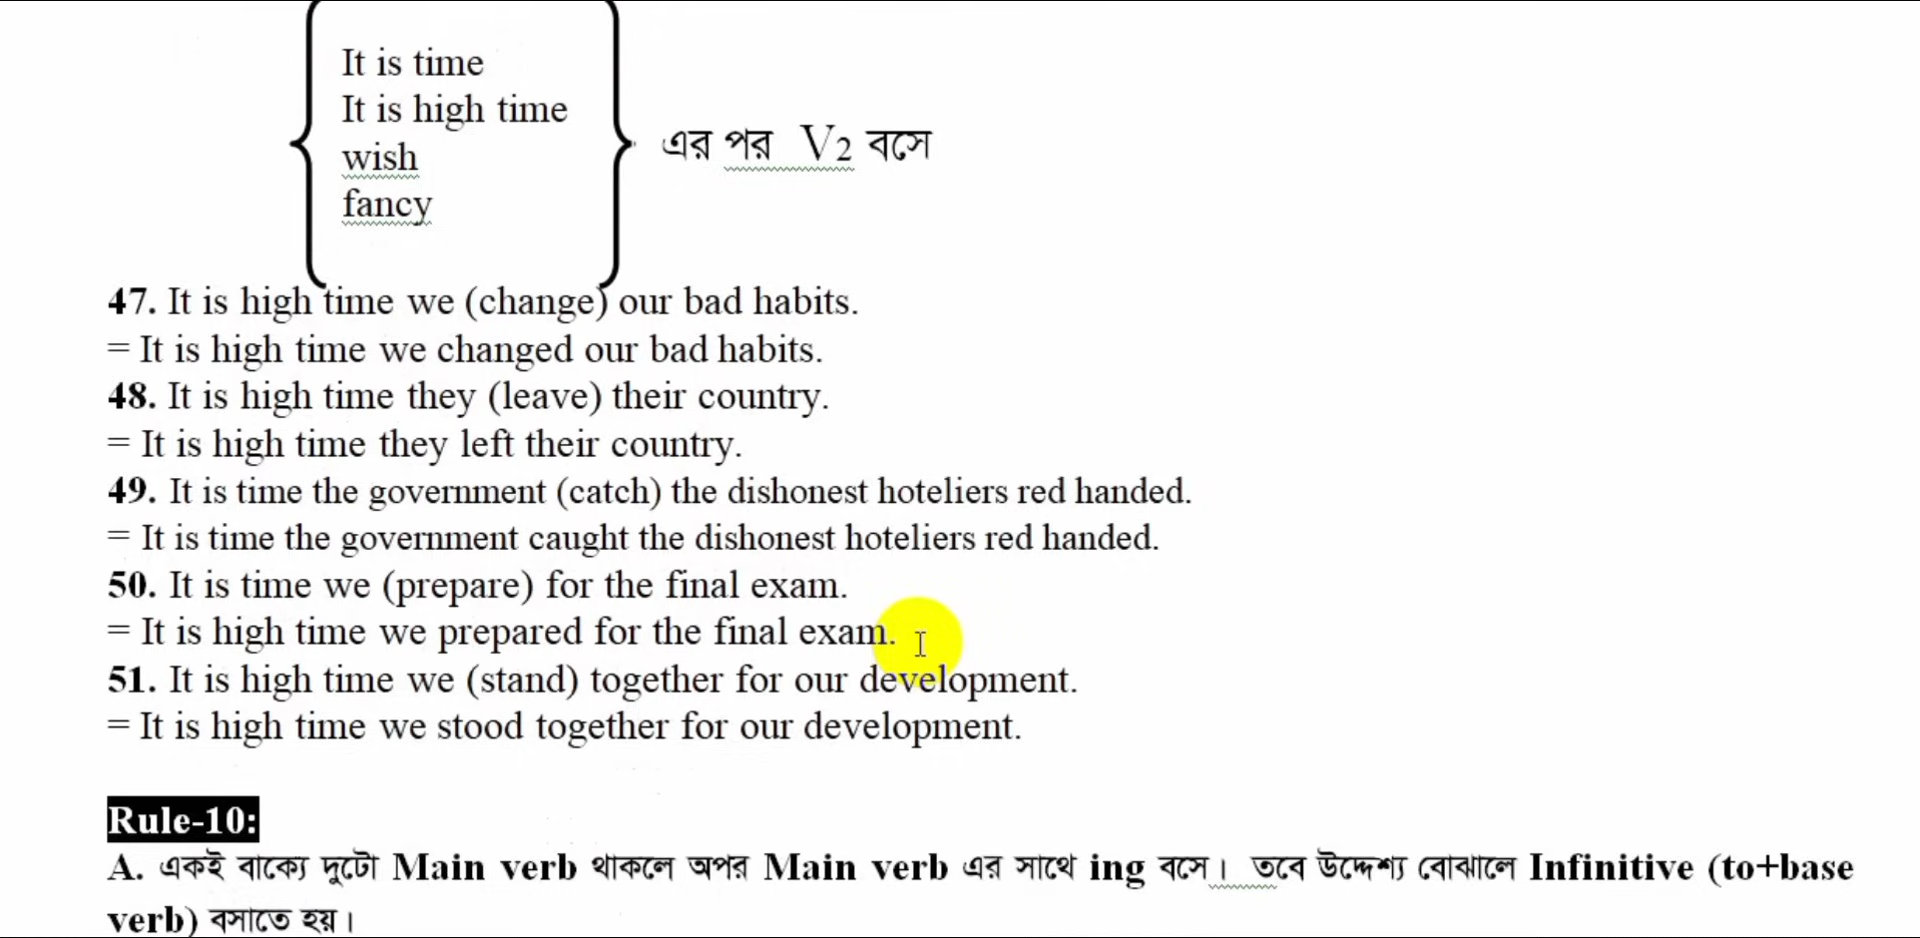 It is time
It is high time
wish
fancy
এর পর V2 বসে
47. It is high time we (change) our bad habits.
= It is high time we changed our bad habits.
48. It is high time they (leave) their country.
= It is high time they left their country.
49. It is time the government (catch) the dishonest hoteliers red handed.
= It is time the government caught the dishonest hoteliers red handed.
50. It is time we (prepare) for the final exam.
= It is high time we prepared for the final exam.
51. It is high time we (stand) together for our development.
= It is high time we stood together for our development.
Rule-10:
A. একই বাক্যে দুটো Main verb থাকলে অপর Main verb এর সাথে ing বসে। তবে উদ্দেশ্য বোঝালে Infinitive (to+base
verb) বসাতে হয়।